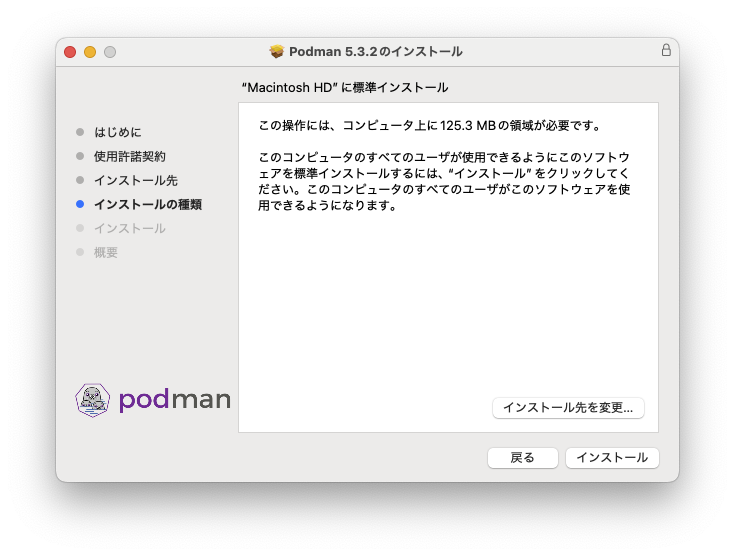 Podman 5.3.2のインストール
“Macintosh HD” に標準インストール
はじめに
使用許諾契約
インストール先
インストールの種類
インストール
概要
この操作には、コンピュータ上に125.3 MBの領域が必要です。
このコンピュータのすべてのユーザが使用できるようにこのソフトウ
ェアを標準インストールするには、“インストール” をクリックしてく
ださい。このコンピュータのすべてのユーザがこのソフトウェアを使
用できるようになります。
podman
インストール先を変更...
戻る
インストール